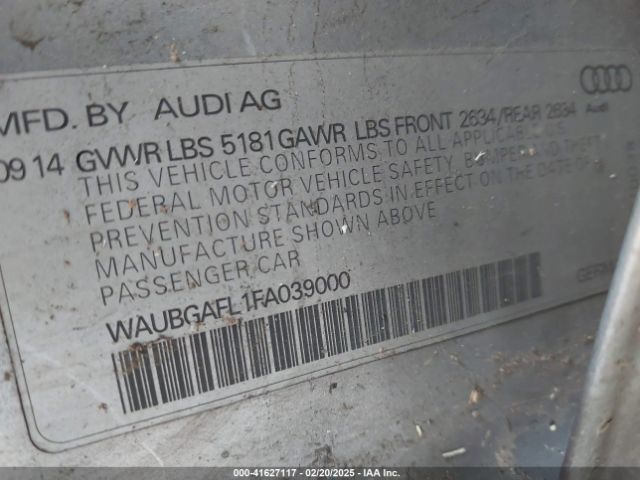 MFD. BY AUDI AG
Audi
09 14 GVWR LBS 5181 GAWR LBS FRONT 2634/REAR 2634
THIS VEHICLE CONFORMS TO ALL APPLICABLE U.S.
FEDERAL MOTOR VEHICLE SAFETY, BUMPER AND THEFT
PREVENTION STANDARDS IN EFFECT ON THE DATE OF
MANUFACTURE SHOWN ABOVE
PASSENGER CAR
WAUBGAFL1FA039000
000-41627117 — 02/20/2025 — IAA Inc.